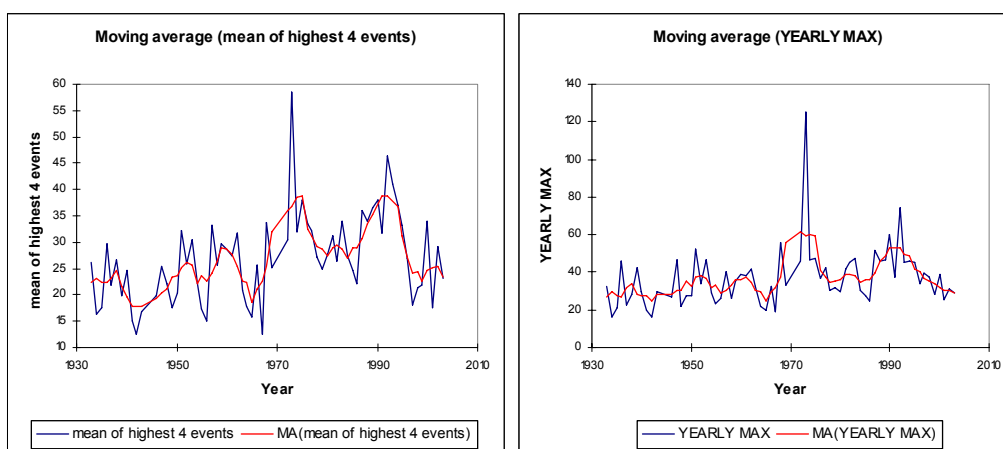 Moving average (mean of highest 4 events)
mean of highest 4 events
60
55
50
45
40
35
30
25
20
15
10
1930
1950
1970
1990
2010
Year
mean of highest 4 events
MA(mean of highest 4 events)
Moving average (YEARLY MAX)
YEARLY MAX
140
120
100
80
60
40
20
0
1930
1950
1970
1990
2010
Year
YEARLY MAX
MA(YEARLY MAX)